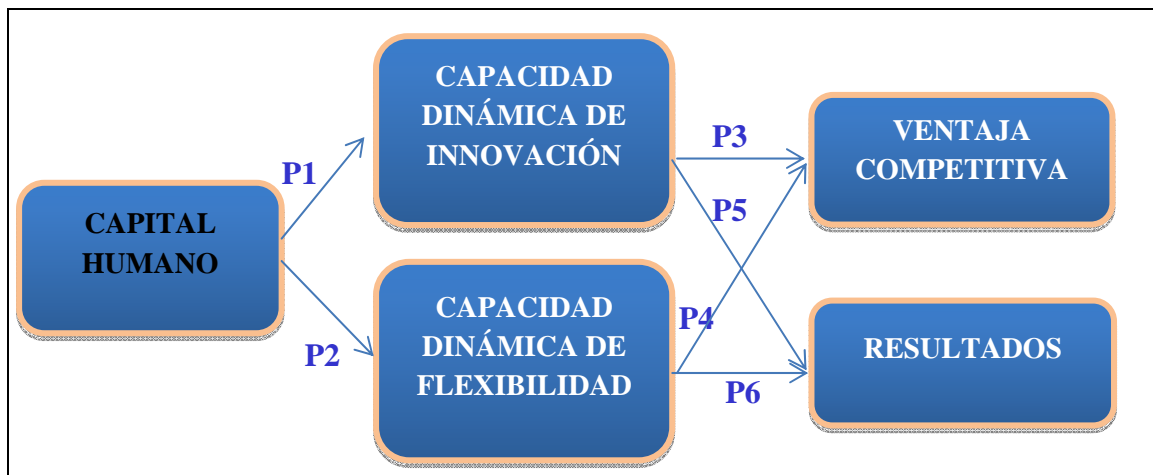 CAPITAL
HUMANO
P1
P2
CAPACIDAD
DINÁMICA DE
INNOVACIÓN
CAPACIDAD
DINÁMICA DE
FLEXIBILIDAD
P3
P5
P4
P6
VENTAJA
COMPETITIVA
RESULTADOS